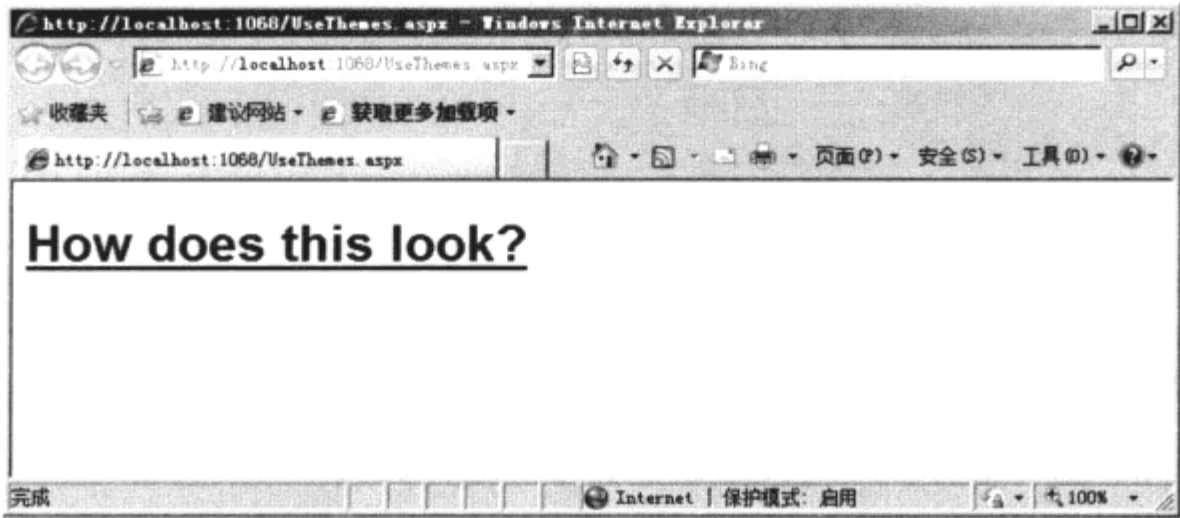 http://localhost:1068/UseThemes.aspx - Windows Internet Explorer
http://localhost:1068/UseThemes.aspx Bing
收藏夹 建议网站 获取更多加载项
http://localhost:1068/UseThemes.aspx 页面(P) 安全(S) 工具(O)
How does this look?
完成 Internet | 保护模式: 启用 100%